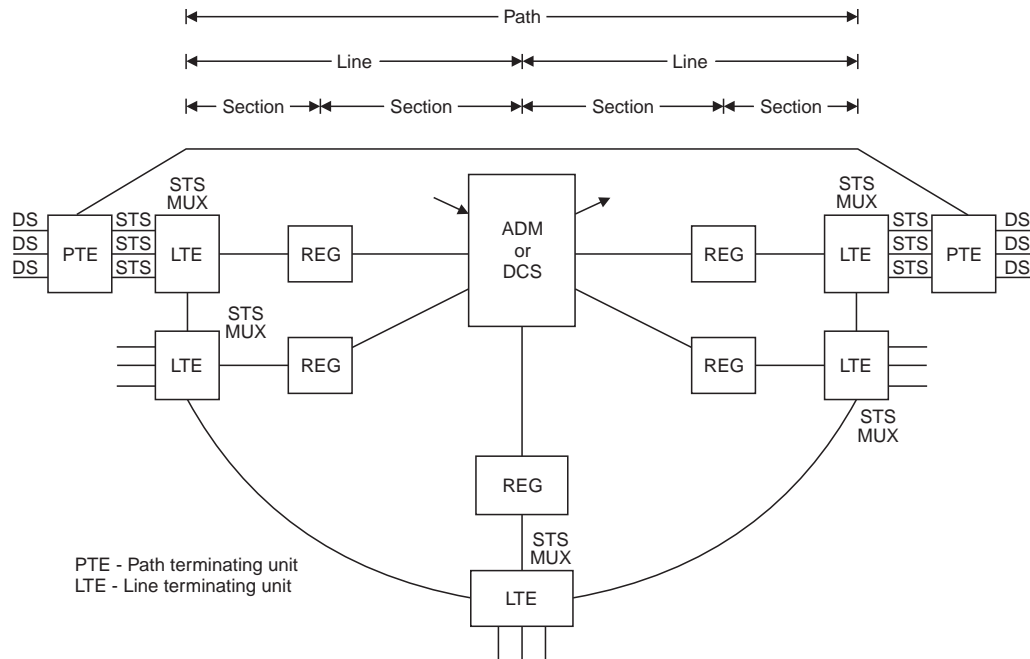 Path
Line Line
Section Section Section Section
STS
MUX
STS
MUX
DS STS STS DS
DS STS STS DS
DS STS STS DS
PTE LTE REG ADM
or
DCS REG LTE PTE
STS
MUX
LTE REG REG LTE
STS
MUX
REG
STS
MUX
PTE - Path terminating unit
LTE - Line terminating unit
LTE